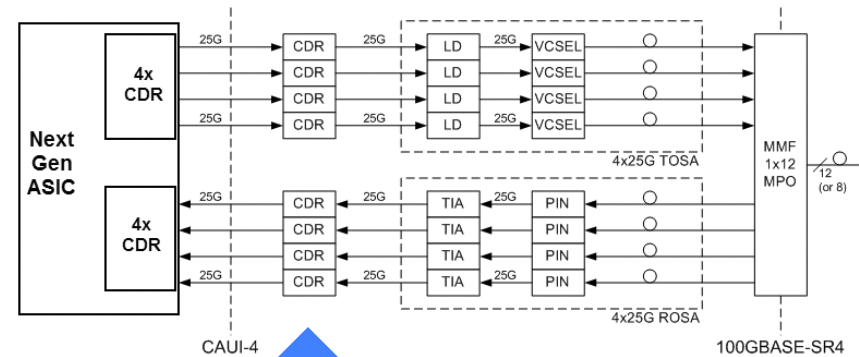 25G 25G 25G
4x
CDR
CDR LD VCSEL
CDR LD VCSEL
CDR LD VCSEL
25G 25G 25G
CDR LD VCSEL
4x25G TOSA
Next
Gen
ASIC
MMF
1x12
MPO
12
(or 8)
25G 25G 25G
4x
CDR
CDR TIA PIN
CDR TIA PIN
CDR TIA PIN
25G 25G 25G
CDR TIA PIN
4x25G ROSA
CAUI-4 100GBASE-SR4